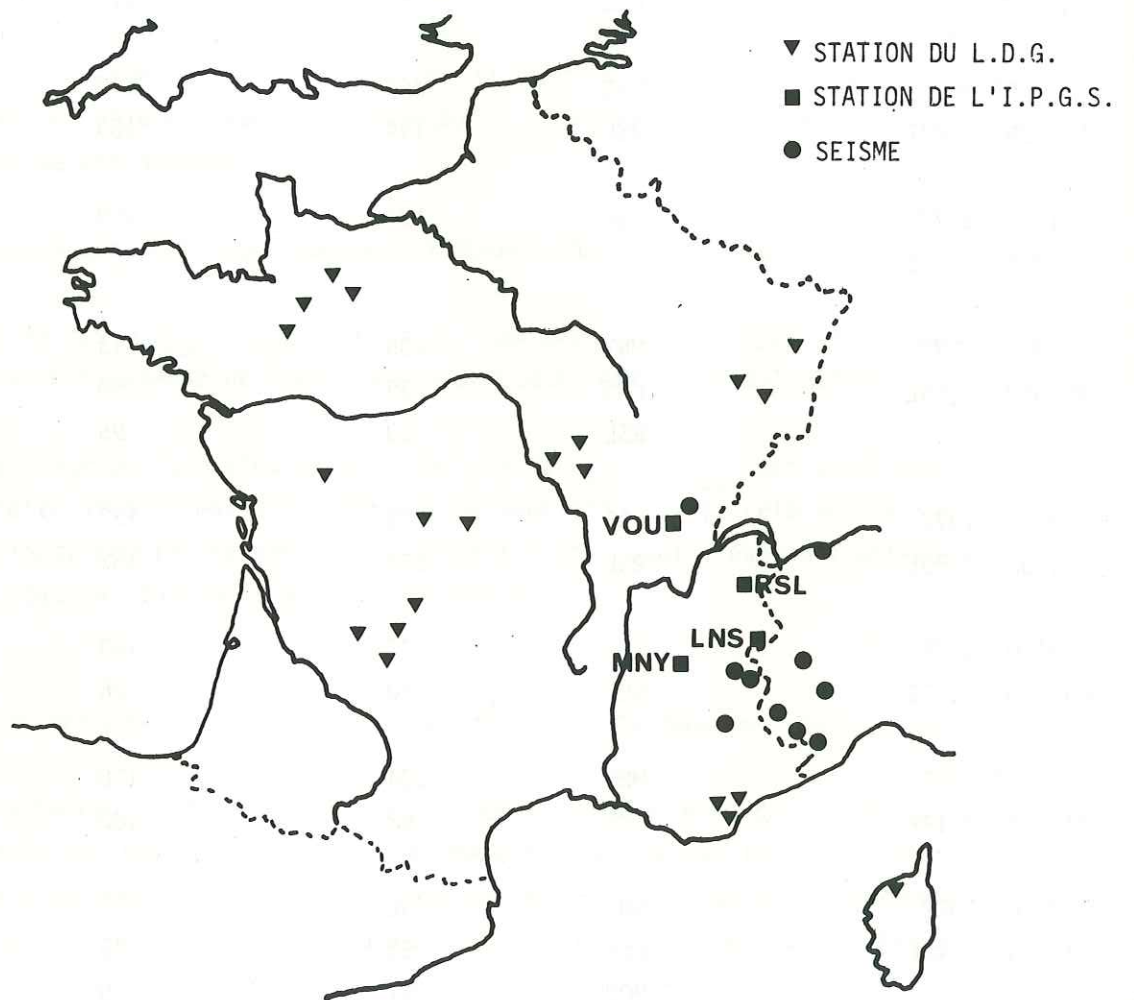 STATION DU L.D.G.
STATION DE L'I.P.G.S.
SEISME
VOU
RSL
LNS
MNY